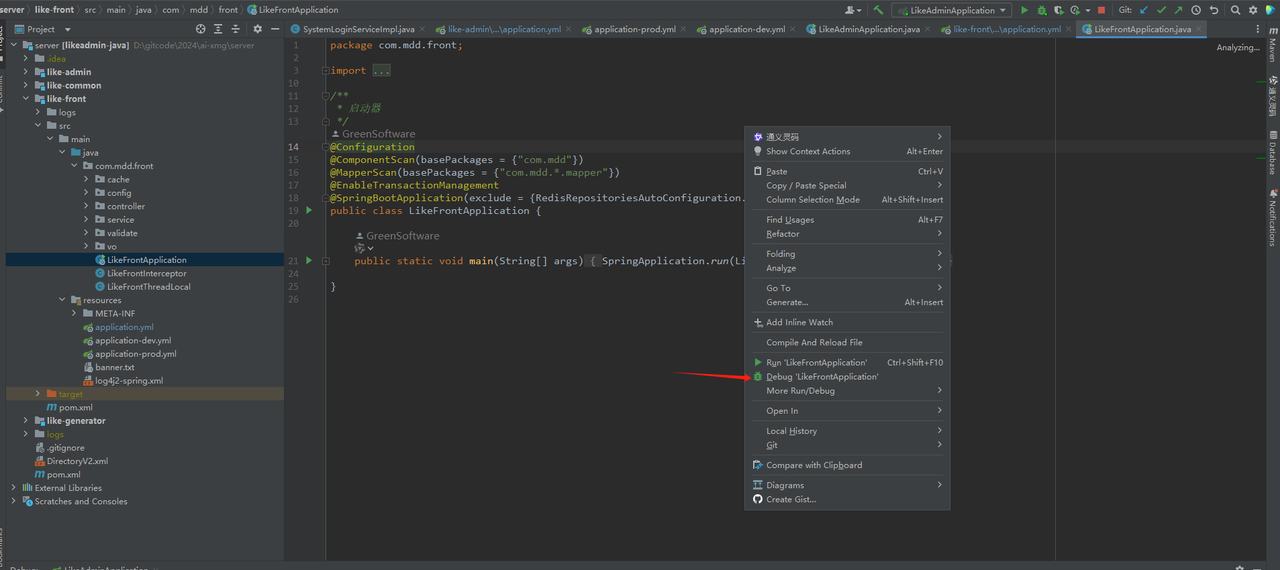 server
like-front
src
main
java
com
mdd
front
LikeFrontApplication
LikeAdminApplication
Git:
Project
SystemLoginServiceImpl.java
like-admin\...\application.yml
application-prod.yml
application-dev.yml
LikeAdminApplication.java
like-front\...\application.yml
LikeFrontApplication.java
server [likeadmin-java] D:\gitcode\2024\ai-xmg\server
.idea
like-admin
like-common
like-front
logs
src
main
java
com.mdd.front
cache
config
controller
service
validate
vo
LikeFrontApplication
LikeFrontInterceptor
LikeFrontThreadLocal
resources
META-INF
application.yml
application-dev.yml
application-prod.yml
banner.txt
log4j2-spring.xml
target
pom.xml
like-generator
logs
.gitignore
DirectoryV2.xml
pom.xml
External Libraries
Scratches and Consoles
Analyzing...
1 package com.mdd.front;
2
3 import ...
10
11 /**
12 * 启动器
13 */
GreenSoftware
14 @Configuration
15 @ComponentScan(basePackages = {"com.mdd"})
16 @MapperScan(basePackages = {"com.mdd.*.mapper"})
17 @EnableTransactionManagement
18 @SpringBootApplication(exclude = {RedisRepositoriesAutoConfiguration.
19 public class LikeFrontApplication {
20
GreenSoftware
21 public static void main(String[] args) { SpringApplication.run(Li
24
25 }
26
通义灵码
Show Context Actions Alt+Enter
Paste Ctrl+V
Copy / Paste Special
Column Selection Mode Alt+Shift+Insert
Find Usages Alt+F7
Refactor
Folding
Analyze
Go To
Generate... Alt+Insert
Add Inline Watch
Compile And Reload File
Run 'LikeFrontApplication' Ctrl+Shift+F10
Debug 'LikeFrontApplication'
More Run/Debug
Open In
Local History
Git
Compare with Clipboard
Diagrams
Create Gist...
Maven
通义灵码
Database
Notifications